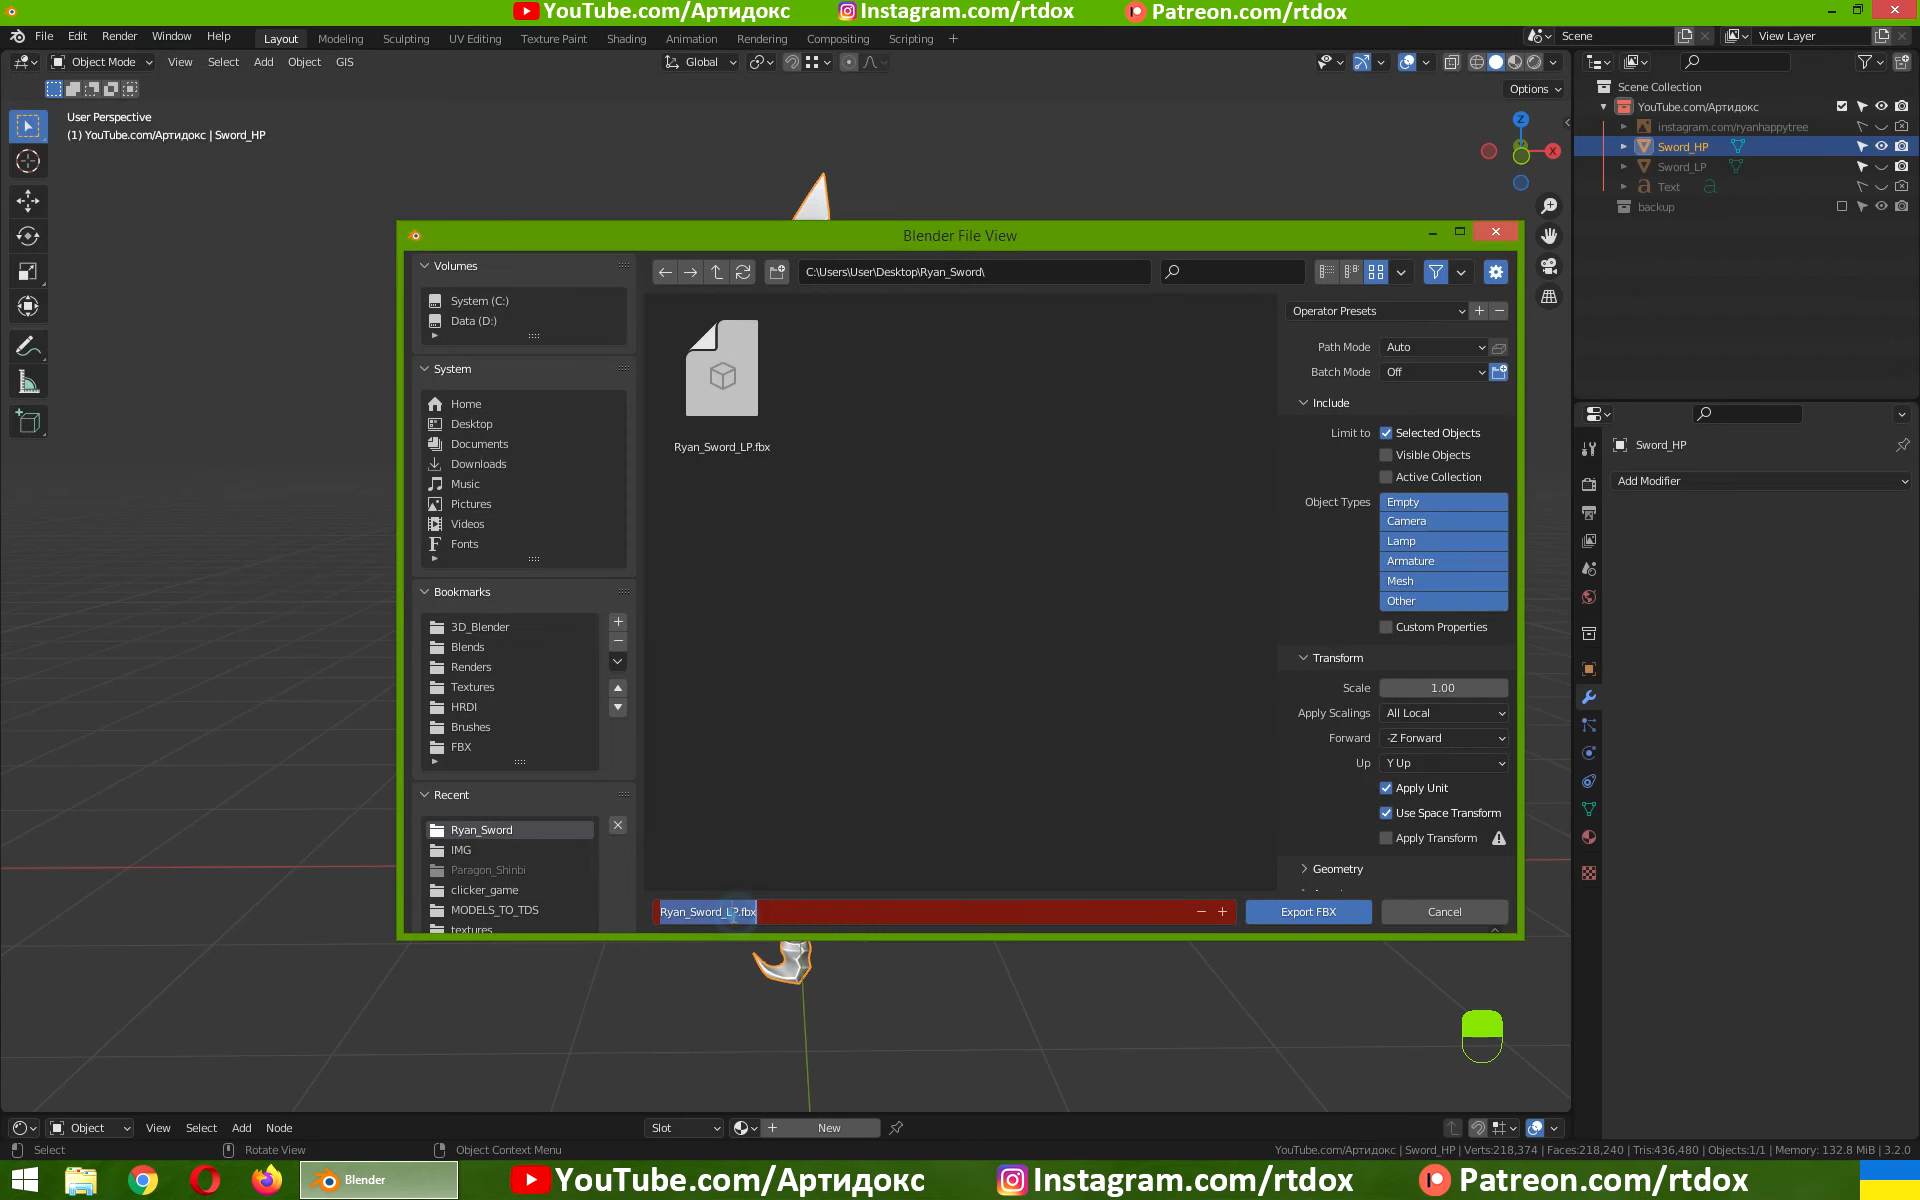 YouTube.com/Артидокс Instagram.com/rtdox Patreon.com/rtdox
File Edit Render Window Help Layout Modeling Sculpting UV Editing Texture Paint Shading Animation Rendering Compositing Scripting + Scene View Layer
Object Mode View Select Add Object GIS Global
Options
User Perspective
(1) YouTube.com/Артидокс | Sword_HP
Z
X
Scene Collection
YouTube.com/Артидокс
instagram.com/ryanhappytree
Sword_HP
Sword_LP
Text
backup
Blender File View
Volumes
System (C:)
Data (D:)
System
Home
Desktop
Documents
Downloads
Music
Pictures
Videos
Fonts
Bookmarks
3D_Blender
Blends
Renders
Textures
HRDI
Brushes
FBX
Recent
Ryan_Sword
IMG
Paragon_Shinbi
clicker_game
MODELS_TO_TDS
textures
C:\Users\User\Desktop\Ryan_Sword\
Ryan_Sword_LP.fbx
Operator Presets
Path Mode Auto
Batch Mode Off
Include
Limit to Selected Objects
Visible Objects
Active Collection
Object Types Empty
Camera
Lamp
Armature
Mesh
Other
Custom Properties
Transform
Scale 1.00
Apply Scalings All Local
Forward -Z Forward
Up Y Up
Apply Unit
Use Space Transform
Apply Transform
Geometry
Ryan_Sword_LP.fbx
Export FBX Cancel
Sword_HP
Add Modifier
Object View Select Add Node Slot New
Select Rotate View Object Context Menu YouTube.com/Артидокс | Sword_HP | Verts:218,374 | Faces:218,240 | Tris:436,480 | Objects:1/1 | Memory: 132.8 MiB | 3.2.0
Blender YouTube.com/Артидокс Instagram.com/rtdox Patreon.com/rtdox